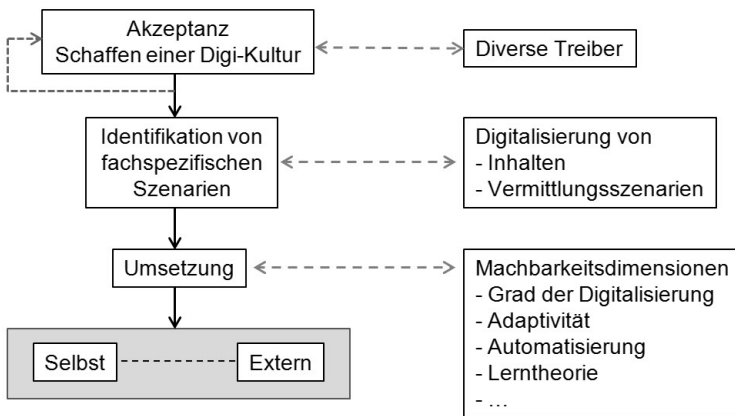 Akzeptanz
Schaffen einer Digi-Kultur
Diverse Treiber
Identifikation von
fachspezifischen
Szenarien
Digitalisierung von
- Inhalten
- Vermittlungsszenarien
Umsetzung
Machbarkeitsdimensionen
- Grad der Digitalisierung
- Adaptivität
- Automatisierung
- Lerntheorie
- ...
Selbst
Extern